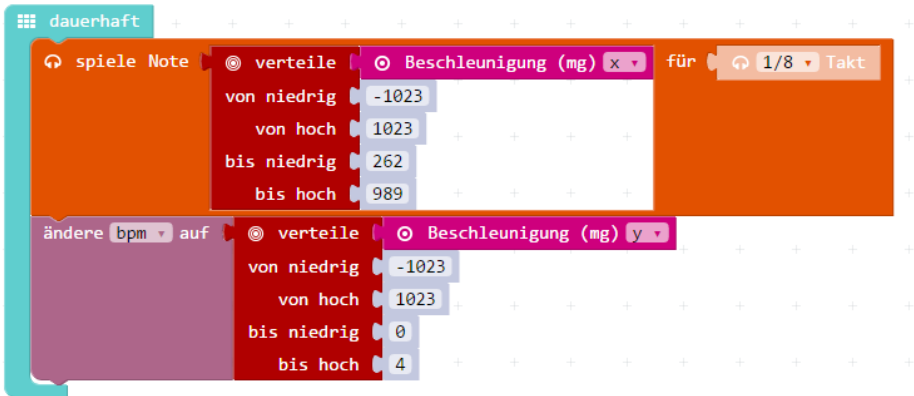 dauerhaft
spiele Note verteile Beschleunigung (mg) x für 1/8 Takt
von niedrig -1023
von hoch 1023
bis niedrig 262
bis hoch 989
ändere bpm auf verteile Beschleunigung (mg) y
von niedrig -1023
von hoch 1023
bis niedrig 0
bis hoch 4